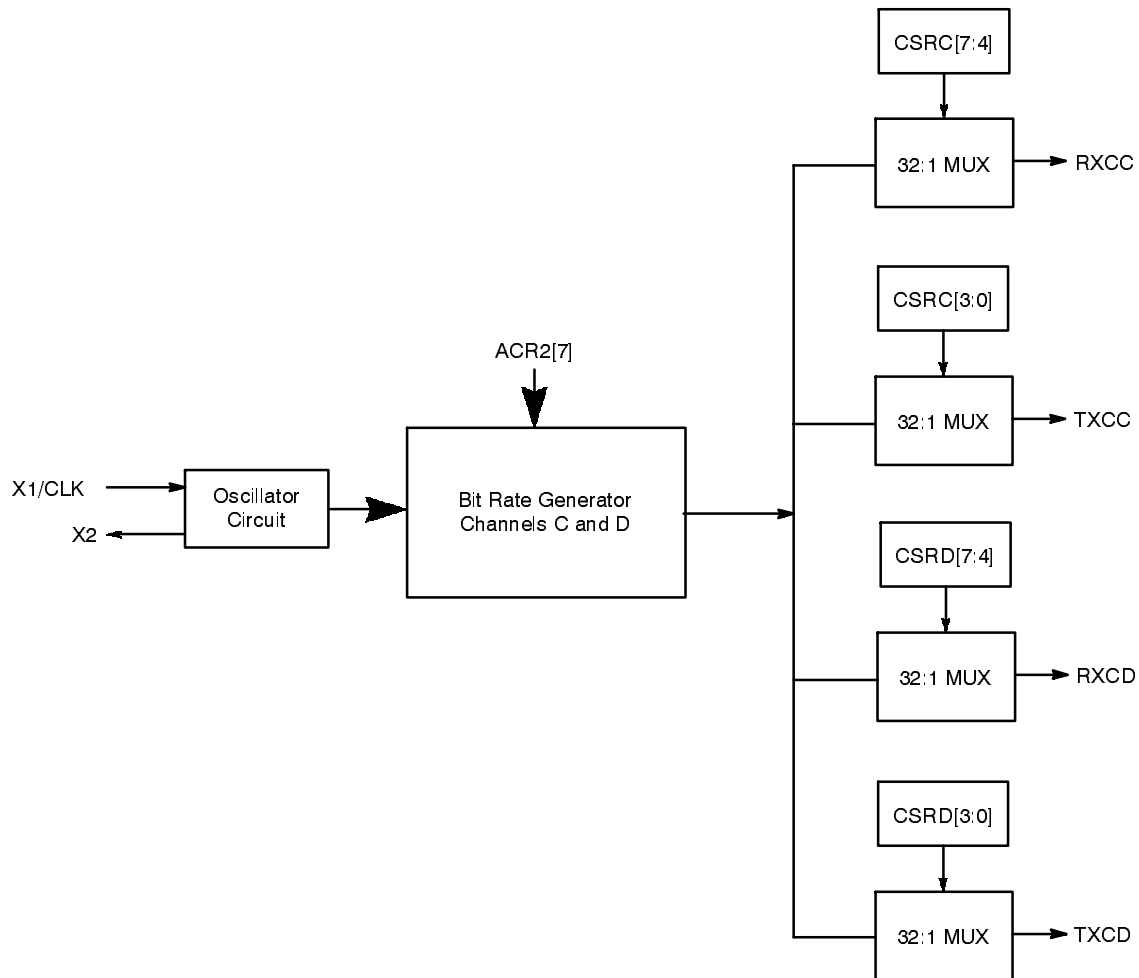 CSRC[7:4]
32:1 MUX
RXCC
CSRC[3:0]
ACR2[7]
32:1 MUX
TXCC
X1/CLK
X2
Oscillator
Circuit
Bit Rate Generator
Channels C and D
CSRD[7:4]
32:1 MUX
RXCD
CSRD[3:0]
32:1 MUX
TXCD